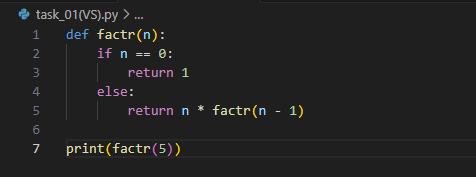 task_01(VS).py > ...
1 def factr(n):
2     if n == 0:
3         return 1
4     else:
5         return n * factr(n - 1)
6
7 print(factr(5))